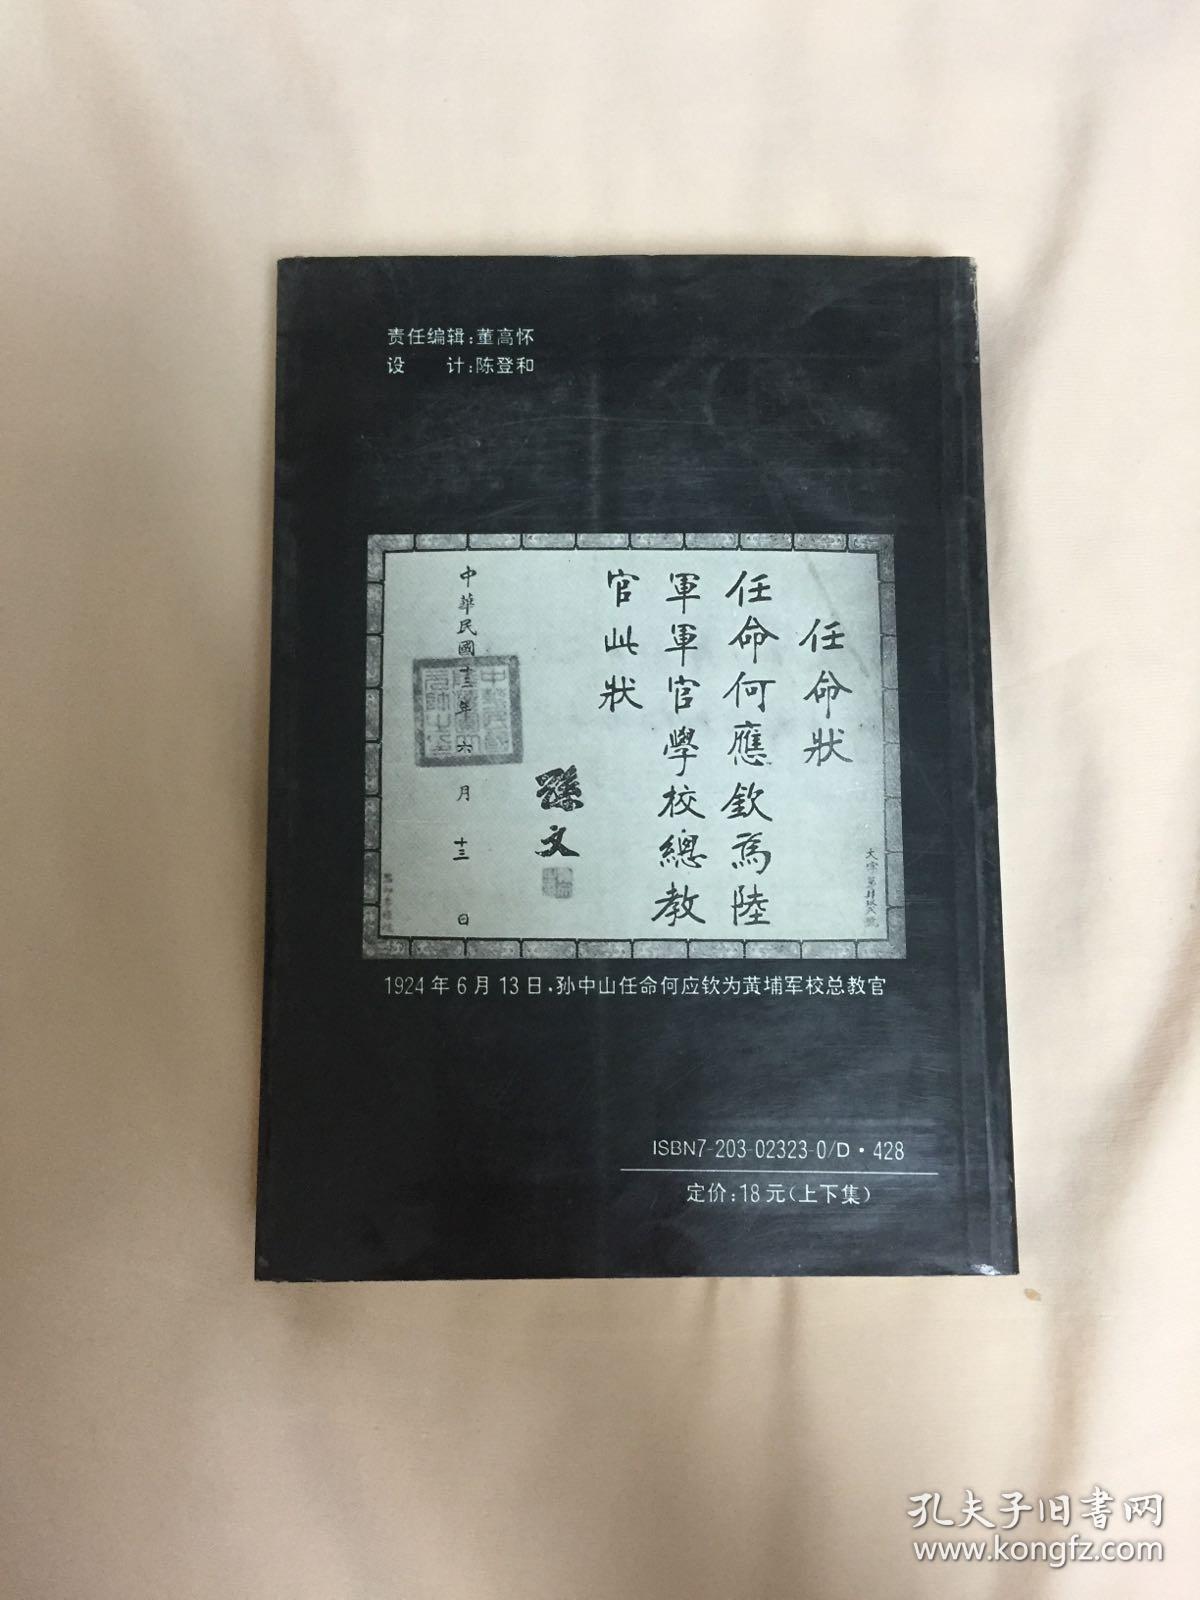 责任编辑：董高怀
设　　计：陈登和
任命狀
任命何應欽為陸
軍軍官學校總教
官此狀
孫文
中華民國十三年六月十三日
1924年6月13日，孙中山任命何应钦为黄埔军校总教官
ISBN7-203-02323-0/D·428
定价：18元（上下集）
孔夫子旧书网
www.kongfz.com